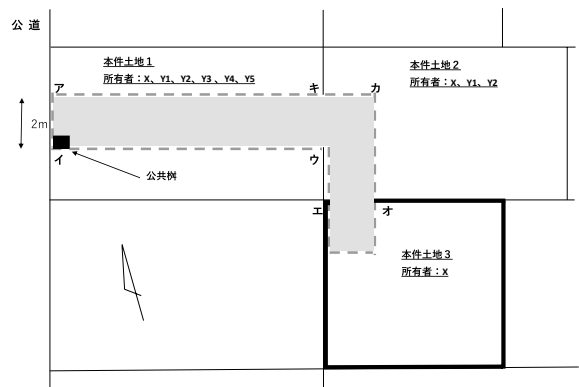 公道
本件土地１
所有者：X、Y1、Y2、Y3、Y4、Y5
本件土地２
所有者：X、Y1、Y2
ア
キ
カ
2m
イ
ウ
公共桝
エ
オ
本件土地３
所有者：X